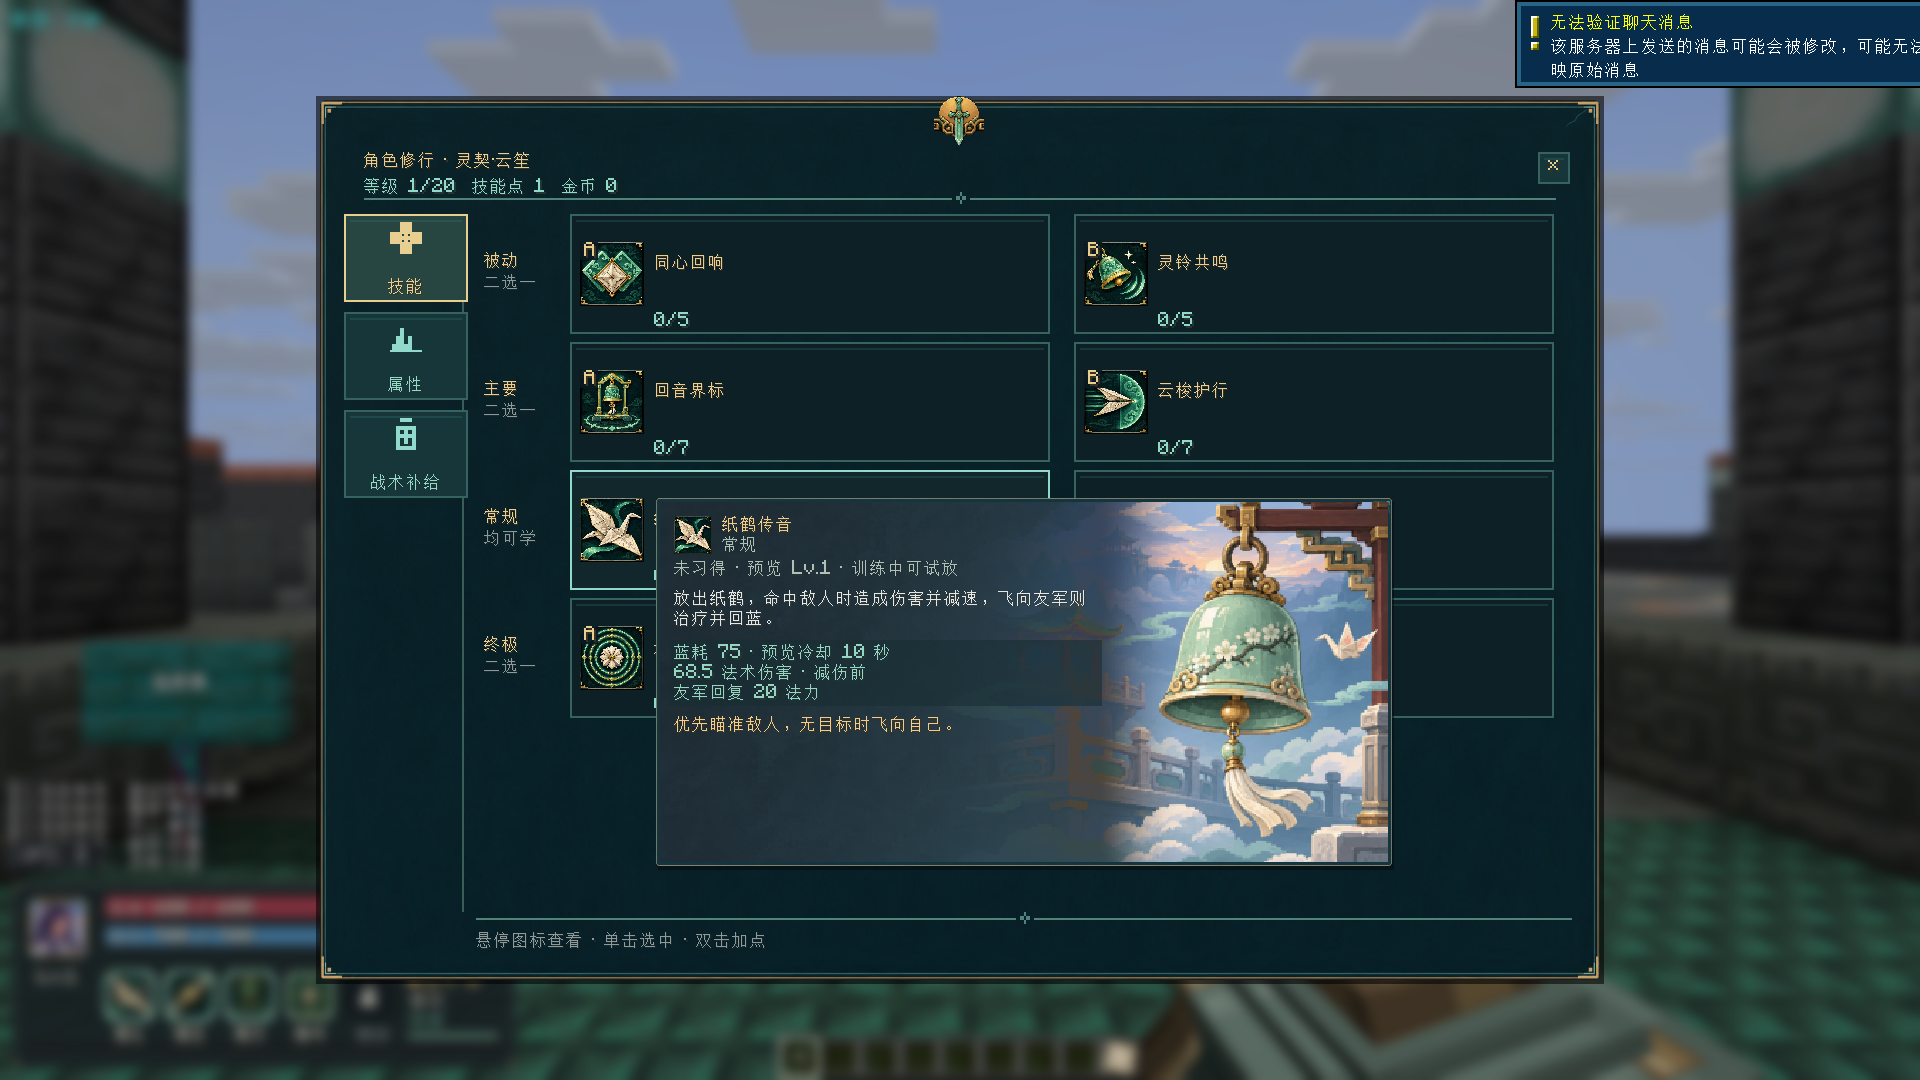 无法验证聊天消息
该服务器上发送的消息可能会被修改，可能无法
映原始消息
角色修行 · 灵契·云笙
等级 1/20 技能点 1 金币 0
×
技能
属性
战术补给
被动
二选一
A
同心回响
0/5
B
灵铃共鸣
0/5
主要
二选一
A
回音界标
0/7
B
云梭护行
0/7
常规
均可学
终极
二选一
A
纸鹤传音
常规
未习得 · 预览 Lv.1 · 训练中可试放
放出纸鹤，命中敌人时造成伤害并减速，飞向友军则
治疗并回蓝。
蓝耗 75 · 预览冷却 10 秒
68.5 法术伤害 · 减伤前
友军回复 20 法力
优先瞄准敌人，无目标时飞向自己。
悬停图标查看 · 单击选中 · 双击加点